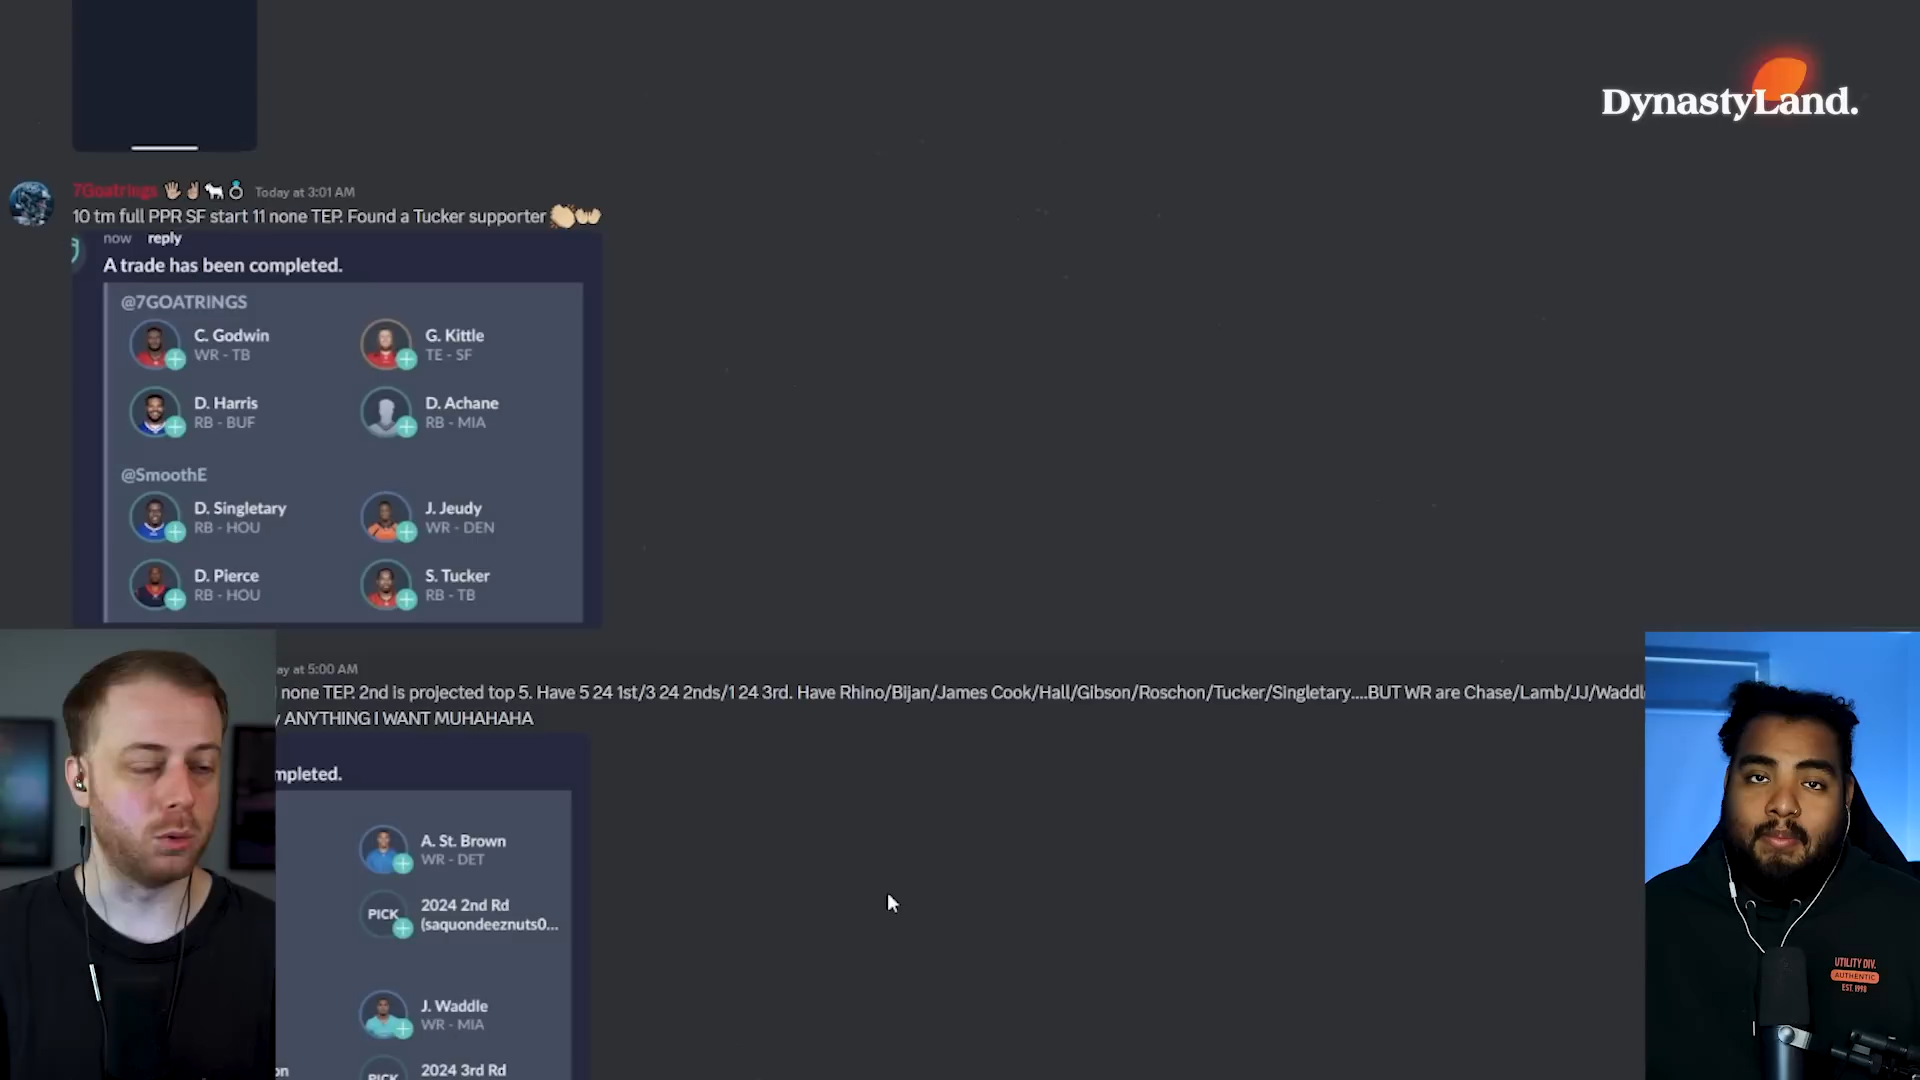 DynastyLand.
7Goatrings Today at 3:01 AM
10 tm full PPR SF start 11 none TEP. Found a Tucker supporter
now reply
A trade has been completed.
@7GOATRINGS
C. Godwin
WR - TB
G. Kittle
TE - SF
D. Harris
RB - BUF
D. Achane
RB - MIA
@SmoothE
D. Singletary
RB - HOU
J. Jeudy
WR - DEN
D. Pierce
RB - HOU
S. Tucker
RB - TB
ay at 5:00 AM
none TEP. 2nd is projected top 5. Have 5 24 1st/3 24 2nds/1 24 3rd. Have Rhino/Bijan/James Cook/Hall/Gibson/Roschon/Tucker/Singletary....BUT WR are Chase/Lamb/JJ/Waddl
/ ANYTHING I WANT MUHAHAHA
mpleted.
A. St. Brown
WR - DET
PICK
2024 2nd Rd
(saquondeeznuts0...
J. Waddle
WR - MIA
on
PICK
2024 3rd Rd
UTILITY DIV.
AUTHENTIC
EST. 1998